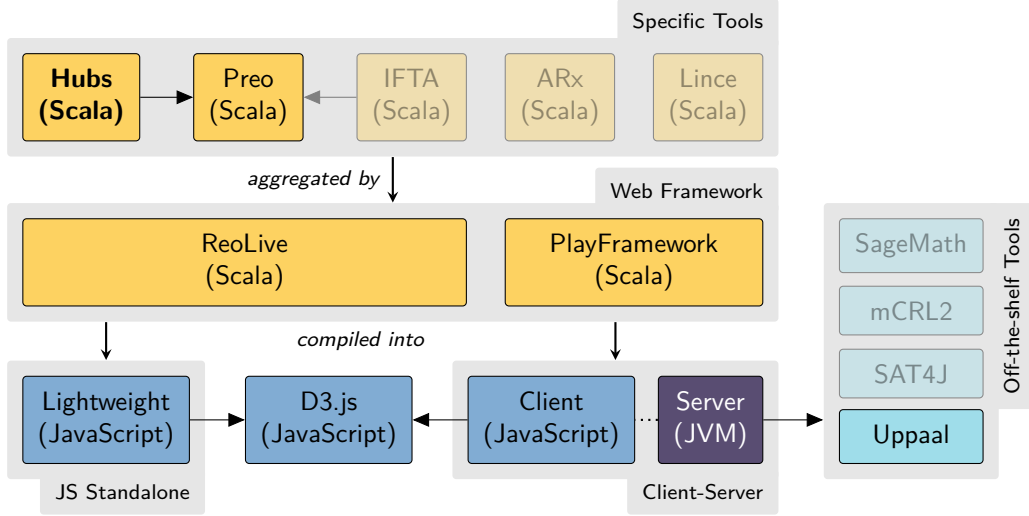 Specific Tools
Hubs
(Scala)
Preo
(Scala)
IFTA
(Scala)
ARx
(Scala)
Lince
(Scala)
aggregated by
Web Framework
ReoLive
(Scala)
PlayFramework
(Scala)
compiled into
Lightweight
(JavaScript)
D3.js
(JavaScript)
Client
(JavaScript)
Server
(JVM)
JS Standalone
Client-Server
SageMath
mCRL2
SAT4J
Uppaal
Off-the-shelf Tools